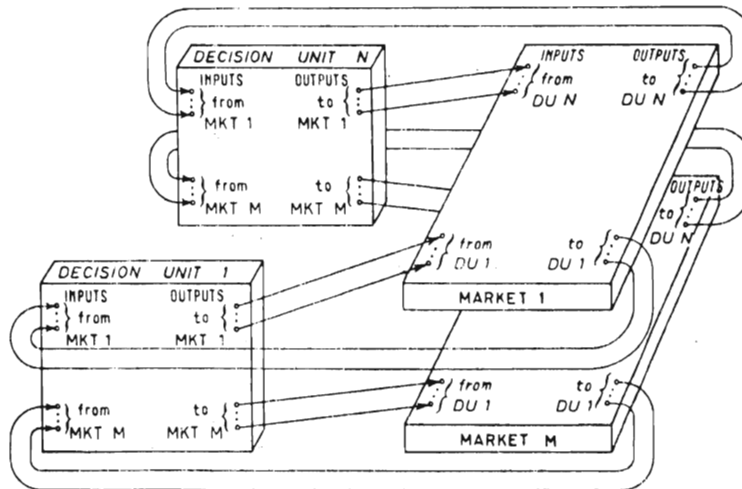 DECISION UNIT N
INPUTS OUTPUTS
from to
MKT 1 MKT 1
from to
MKT M MKT M
INPUTS OUTPUTS
from to
DU N DU N
from to
DU 1 DU 1
MARKET 1
OUTPUTS
to
DU N
DECISION UNIT 1
INPUTS OUTPUTS
from to
MKT 1 MKT 1
from to
MKT M MKT M
from to
DU 1 DU 1
MARKET M